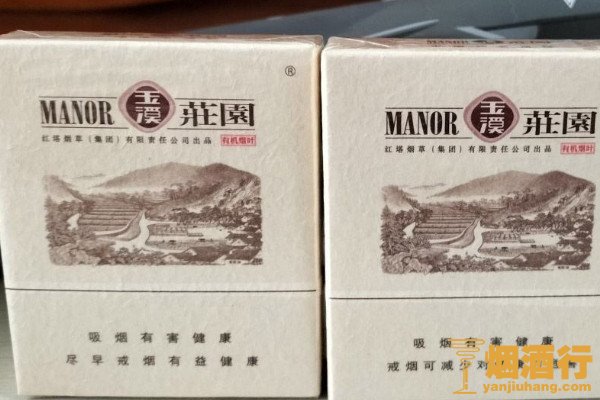 MANOR 玉溪 莊園 ®
红塔烟草（集团）有限责任公司出品 有机烟叶
吸烟有害健康
尽早戒烟有益健康
MANOR 玉溪 莊園
红塔烟草（集团）有限责任公司出品 有机烟叶
吸烟有害健康
戒烟可减少对
烟酒行
yanjiuhang.com